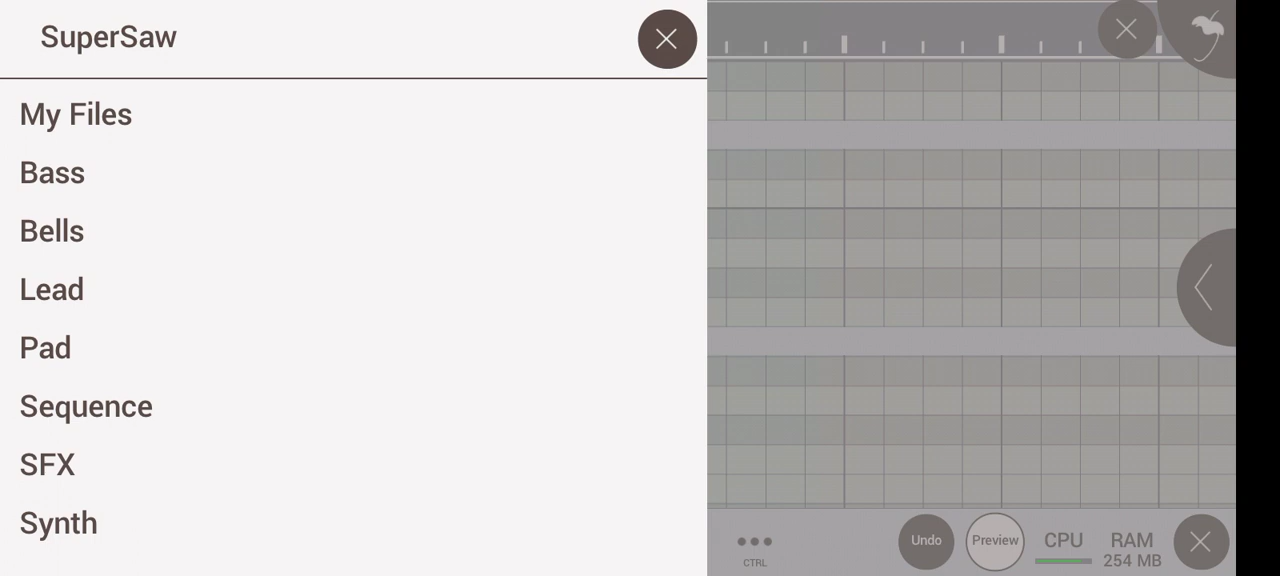 SuperSaw
My Files
Bass
Bells
Lead
Pad
Sequence
SFX
Synth
CTRL
Undo
Preview
CPU
RAM
254 MB